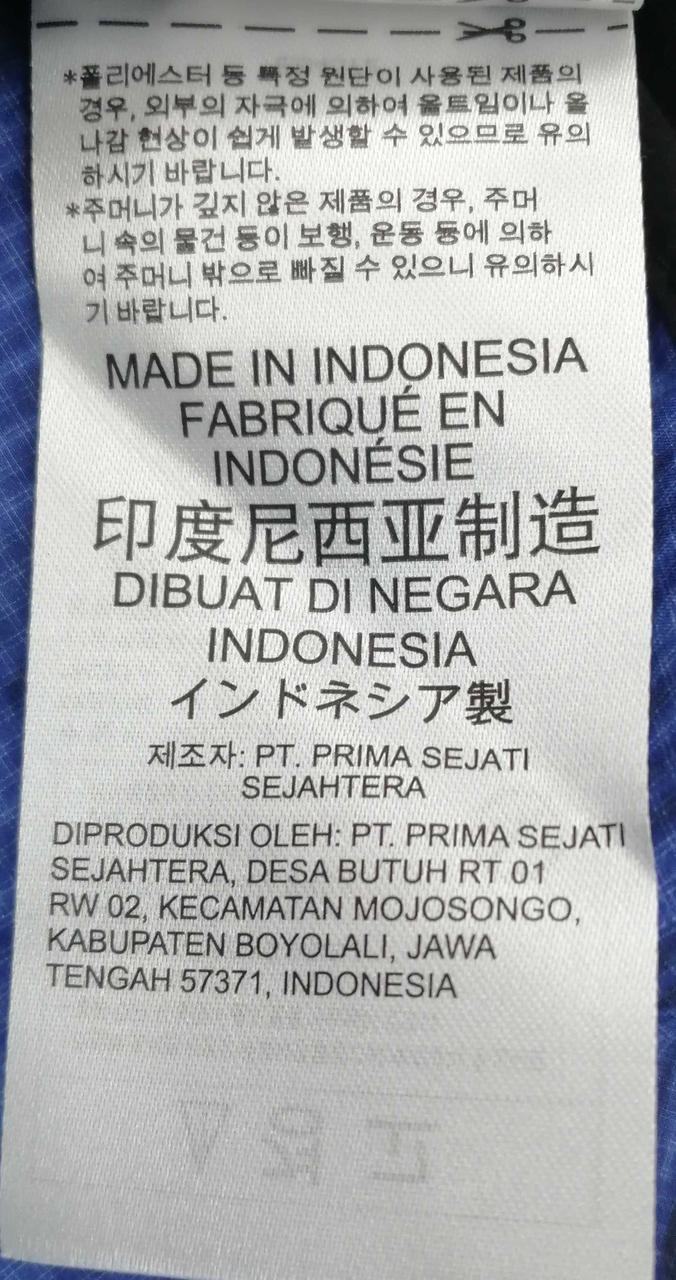 *폴리에스터 등 특정 원단이 사용된 제품의
경우, 외부의 자극에 의하여 올트임이나 올
나감 현상이 쉽게 발생할 수 있으므로 유의
하시기 바랍니다.
*주머니가 깊지 않은 제품의 경우, 주머
니 속의 물건 등이 보행, 운동 등에 의하
여 주머니 밖으로 빠질 수 있으니 유의하시
기 바랍니다.
MADE IN INDONESIA
FABRIQUÉ EN
INDONÉSIE
印度尼西亚制造
DIBUAT DI NEGARA
INDONESIA
インドネシア製
제조자: PT. PRIMA SEJATI
SEJAHTERA
DIPRODUKSI OLEH: PT. PRIMA SEJATI
SEJAHTERA, DESA BUTUH RT 01
RW 02, KECAMATAN MOJOSONGO,
KABUPATEN BOYOLALI, JAWA
TENGAH 57371, INDONESIA